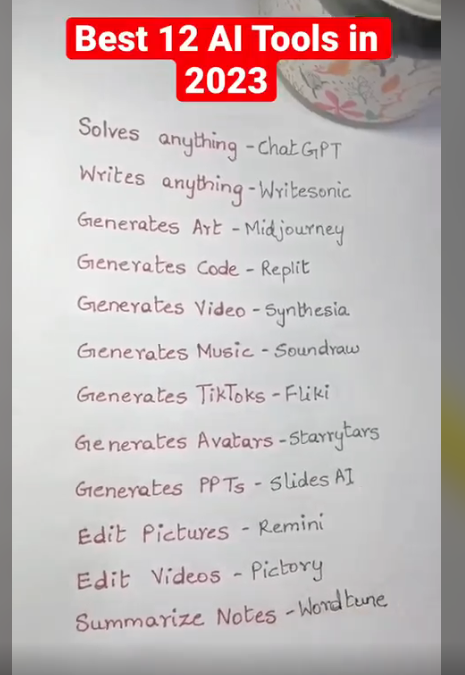 Best 12 AI Tools in
2023
Solves anything - ChatGPT
Writes anything - Writesonic
Generates Art - Midjourney
Generates Code - Replit
Generates Video - Synthesia
Generates Music - Soundraw
Generates TikToks - Fliki
Generates Avatars - Starrytars
Generates PPTs - Slides AI
Edit Pictures - Remini
Edit Videos - Pictory
Summarize Notes - Wordtune